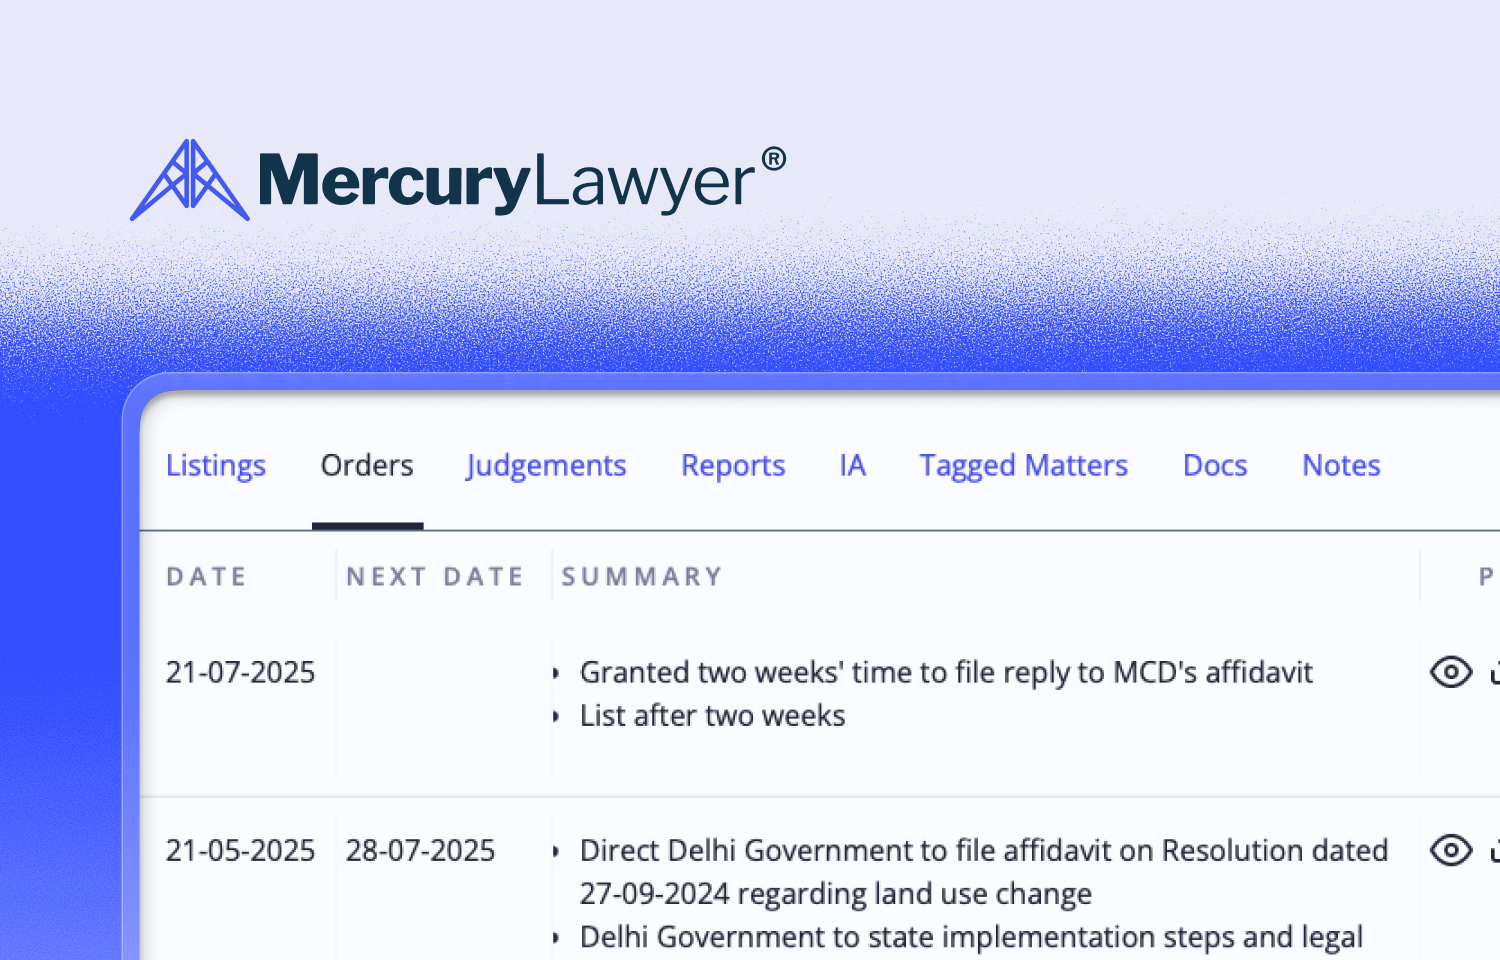 MercuryLawyer®
Listings Orders Judgements Reports IA Tagged Matters Docs Notes
DATE NEXT DATE SUMMARY P
21-07-2025 Granted two weeks' time to file reply to MCD's affidavit
List after two weeks
21-05-2025 28-07-2025 Direct Delhi Government to file affidavit on Resolution dated
27-09-2024 regarding land use change
Delhi Government to state implementation steps and legal